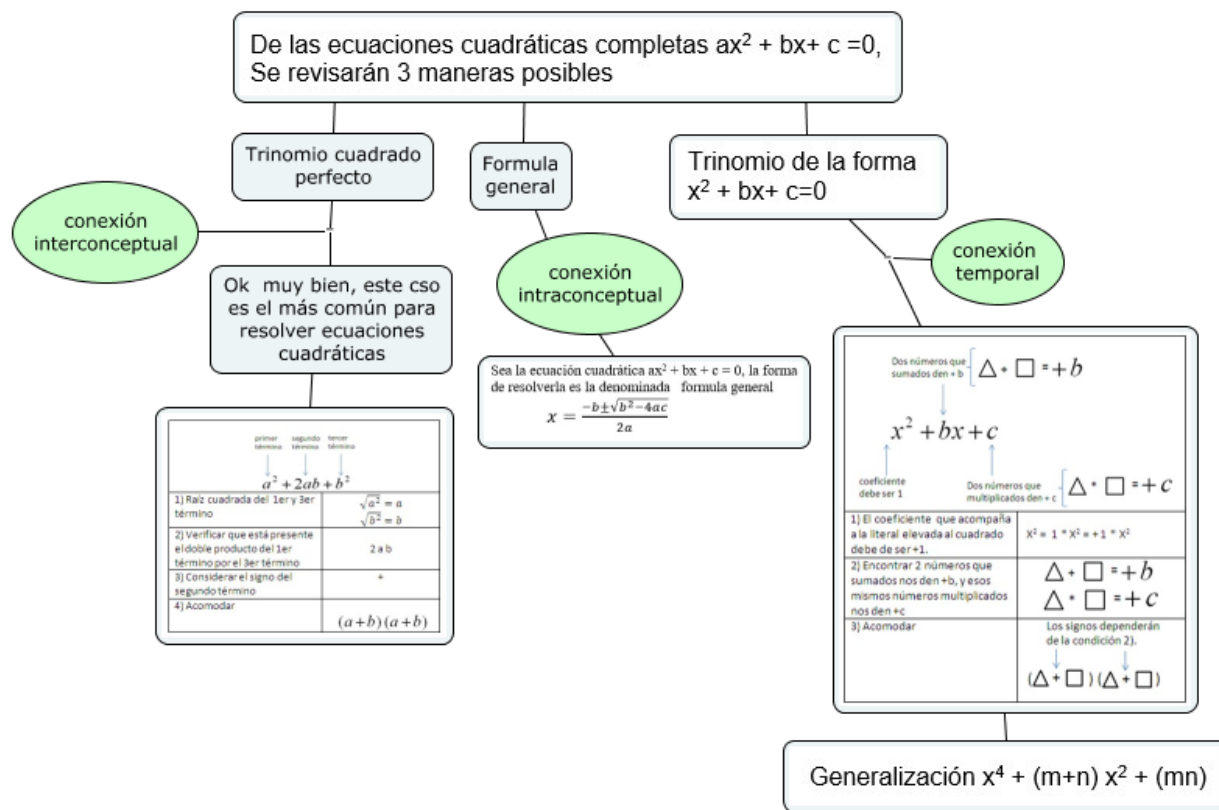 De las ecuaciones cuadráticas completas ax² + bx+ c =0,
Se revisarán 3 maneras posibles
Trinomio cuadrado
perfecto
Formula
general
Trinomio de la forma
x² + bx+ c=0
conexión
interconceptual
conexión
intraconceptual
conexión
temporal
Ok muy bien, este cso
es el más común para
resolver ecuaciones
cuadráticas
Sea la ecuación cuadrática ax² + bx + c = 0, la forma
de resolverla es la denominada formula general
x = (-b±√(b²−4ac))/2a
primer término
segundo término
tercer término
a² + 2ab + b²
1) Raíz cuadrada del 1er y 3er
término
√a² = a
√b² = b
2) Verificar que está presente
el doble producto del 1er
término por el 3er término
2 a b
3) Considerar el signo del
segundo término
+
4) Acomodar
(a+b)(a+b)
Dos números que
sumados den + b
△ + □ = +b
x² + bx + c
coeficiente
debe ser 1
Dos números que
multiplicados den + c
△ * □ = +c
1) El coeficiente que acompaña
a la literal elevada al cuadrado
debe de ser +1.
X² = 1 * X² = +1 * X²
2) Encontrar 2 números que
sumados nos den +b, y esos
mismos números multiplicados
nos den +c
△ + □ = +b
△ * □ = +c
3) Acomodar
Los signos dependerán
de la condición 2).
(△ + □)(△ + □)
Generalización x⁴ + (m+n) x² + (mn)